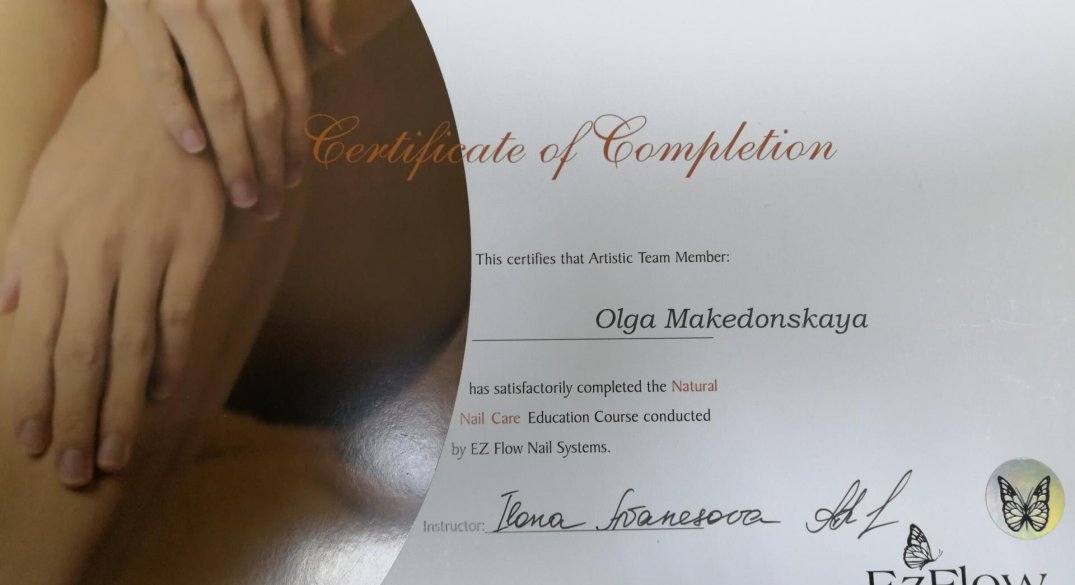 Certificate of Completion
This certifies that Artistic Team Member:
Olga Makedonskaya
has satisfactorily completed the Natural
Nail Care Education Course conducted
by EZ Flow Nail Systems.
Instructor: Ilona
EzFlow